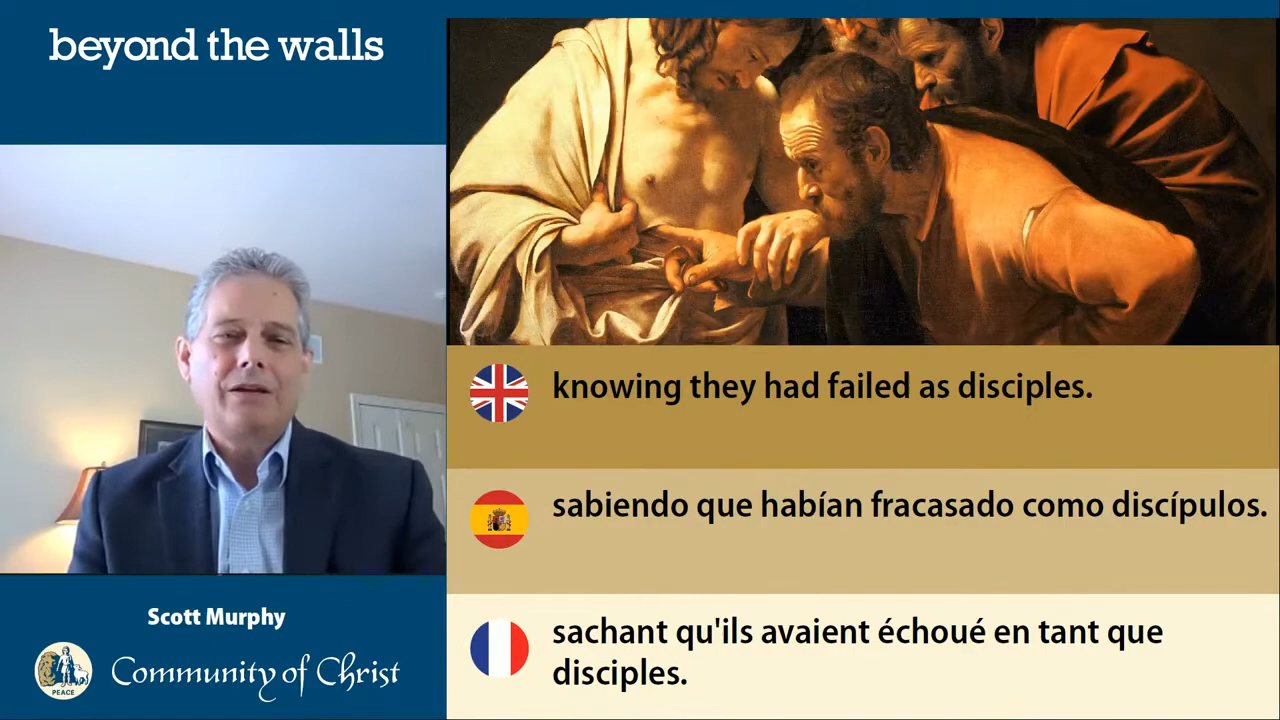 beyond the walls
knowing they had failed as disciples.
sabiendo que habían fracasado como discípulos.
sachant qu'ils avaient échoué en tant que
disciples.
Scott Murphy
PEACE
Community of Christ